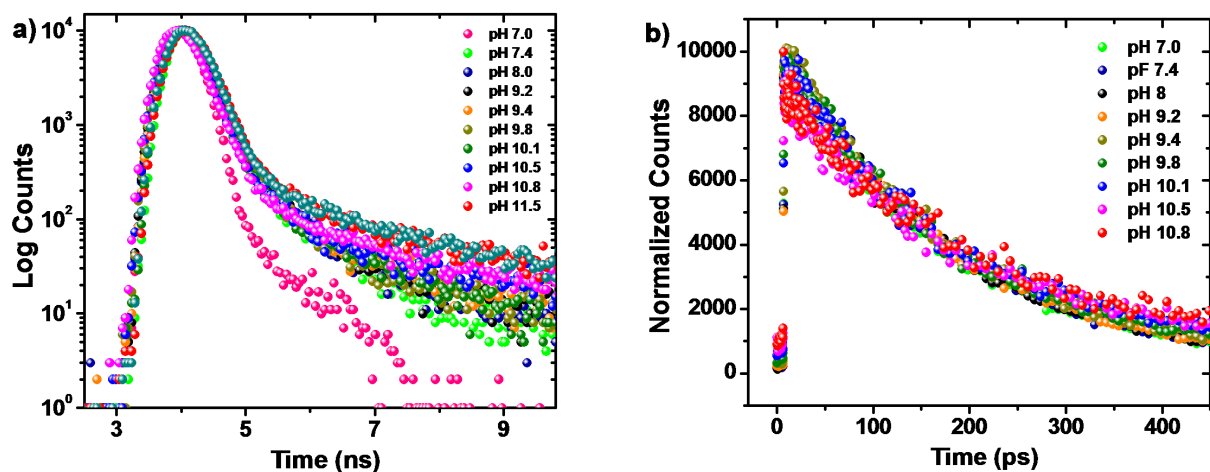 a)
Log Counts
10⁴
10³
10²
10¹
10⁰
pH 7.0
pH 7.4
pH 8.0
pH 9.2
pH 9.4
pH 9.8
pH 10.1
pH 10.5
pH 10.8
pH 11.5
3 5 7 9
Time (ns)
b)
Normalized Counts
10000
8000
6000
4000
2000
0
pH 7.0
pF 7.4
pH 8
pH 9.2
pH 9.4
pH 9.8
pH 10.1
pH 10.5
pH 10.8
0 100 200 300 400
Time (ps)